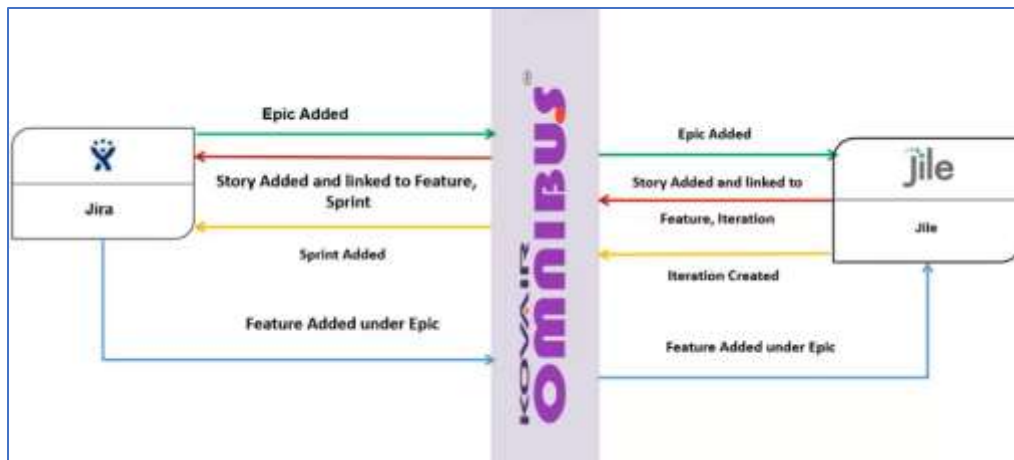 Epic Added
Jira
Story Added and linked to Feature,
Sprint
Sprint Added
Feature Added under Epic
KOVAIR
OMNIBUS®
Epic Added
Jile
Story Added and linked to
Feature, Iteration
Jile
Iteration Created
Feature Added under Epic